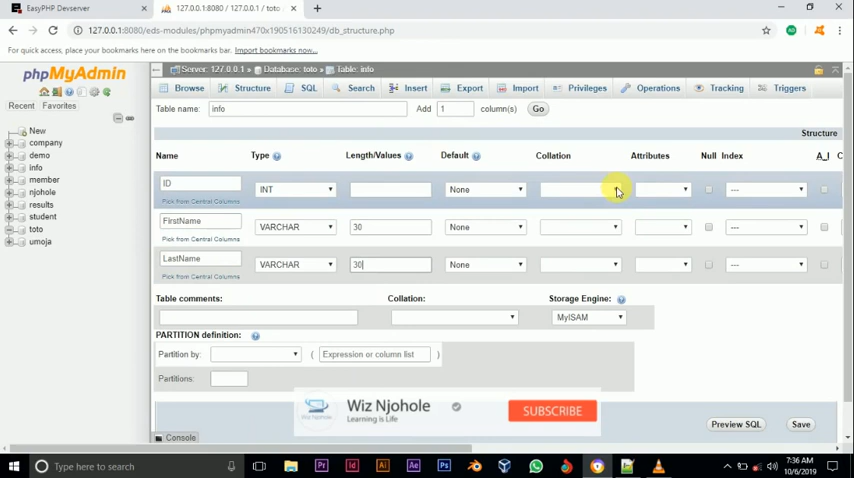 EasyPHP Devserver
127.0.0.1:8080 / 127.0.0.1 / toto /
127.0.0.1:8080/eds-modules/phpmyadmin470x190516130249/db_structure.php
For quick access, place your bookmarks here on the bookmarks bar. Import bookmarks now...
phpMyAdmin
Recent Favorites
New
company
demo
info
member
njohole
results
student
toto
umoja
Server: 127.0.0.1 » Database: toto » Table: info
Browse Structure SQL Search Insert Export Import Privileges Operations Tracking Triggers
Table name: info Add 1 column(s) Go
Structure
Name Type Length/Values Default Collation Attributes Null Index A_I C
ID INT None ---
Pick from Central Columns
FirstName VARCHAR 30 None ---
Pick from Central Columns
LastName VARCHAR 30 None ---
Pick from Central Columns
Table comments: Collation: Storage Engine:
MyISAM
PARTITION definition:
Partition by: ( Expression or column list )
Partitions:
Wiz Njohole
Learning is Life
SUBSCRIBE
Preview SQL Save
Console
Type here to search
Pr Id Ai Ae Ps
7:36 AM
10/6/2019